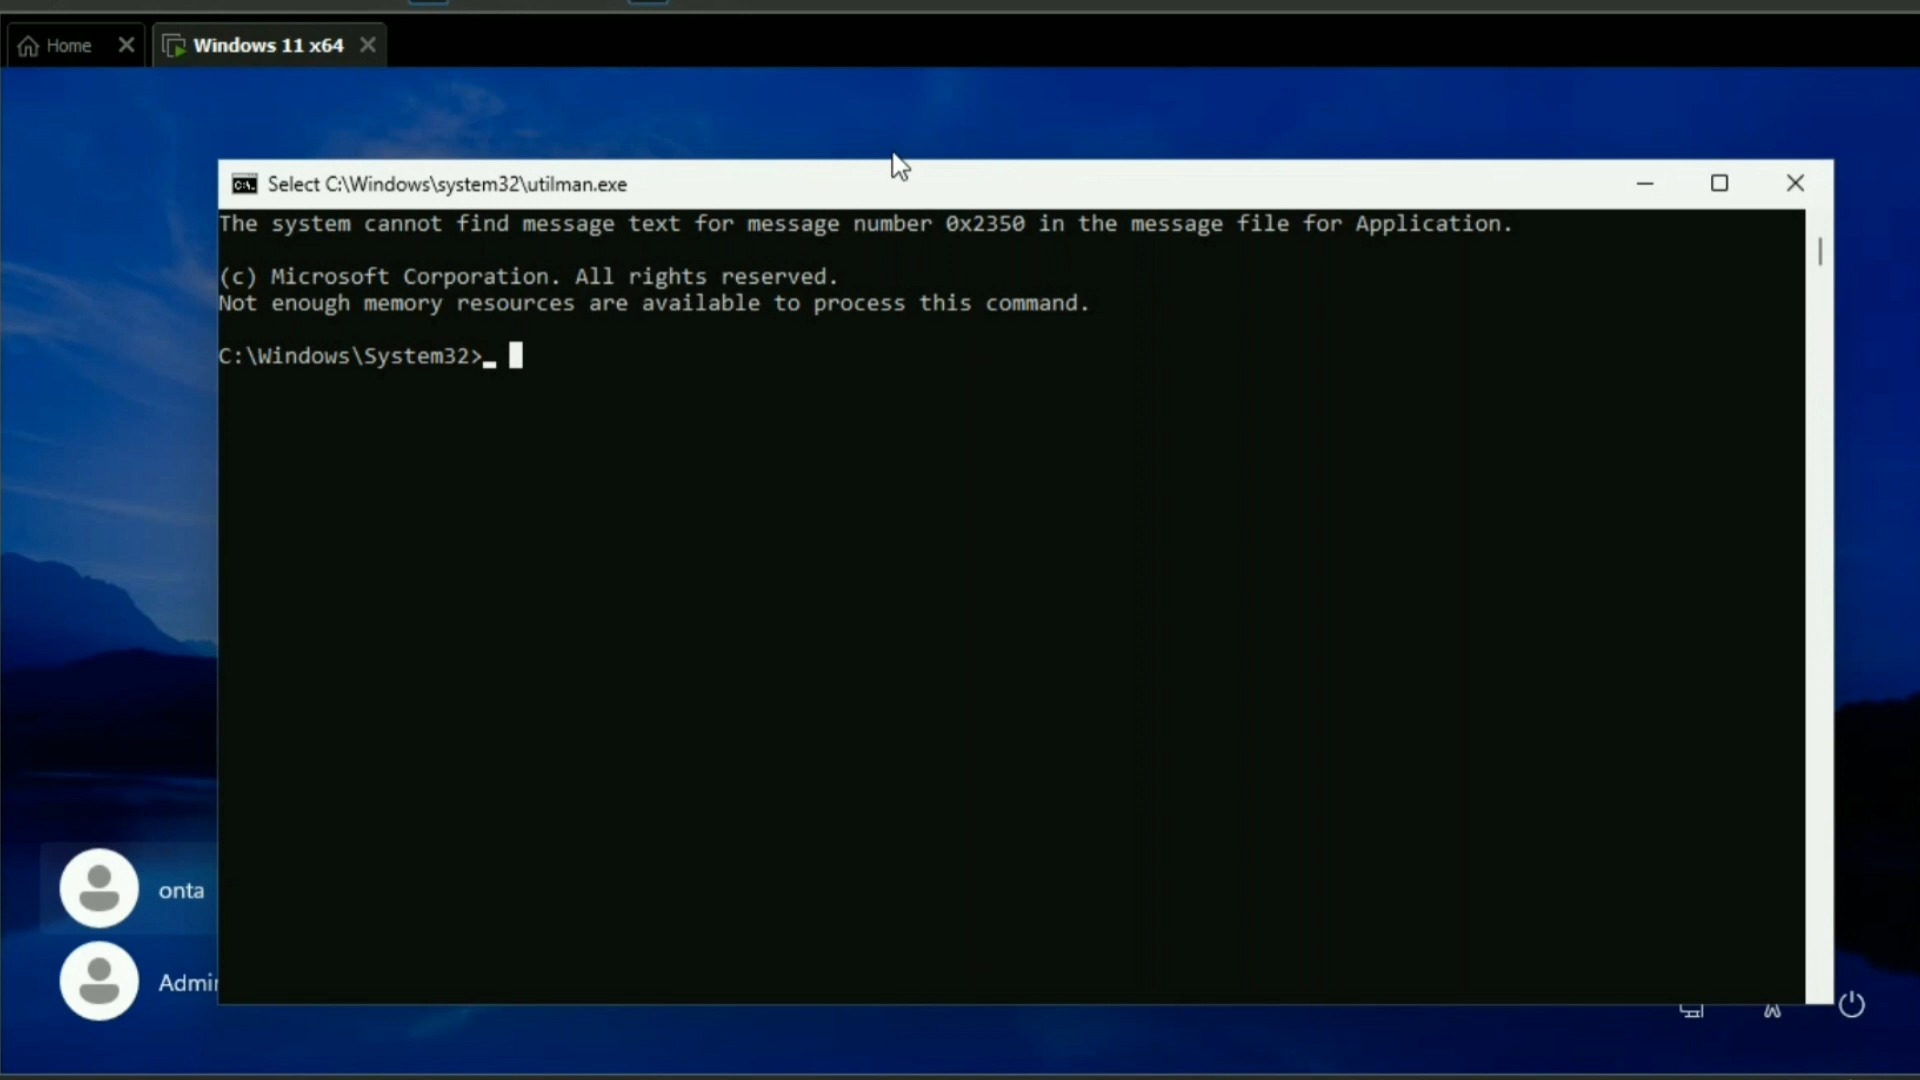 Home
Windows 11 x64
Select C:\Windows\system32\utilman.exe
The system cannot find message text for message number 0x2350 in the message file for Application.
(c) Microsoft Corporation. All rights reserved.
Not enough memory resources are available to process this command.
C:\Windows\System32>
onta
Admin